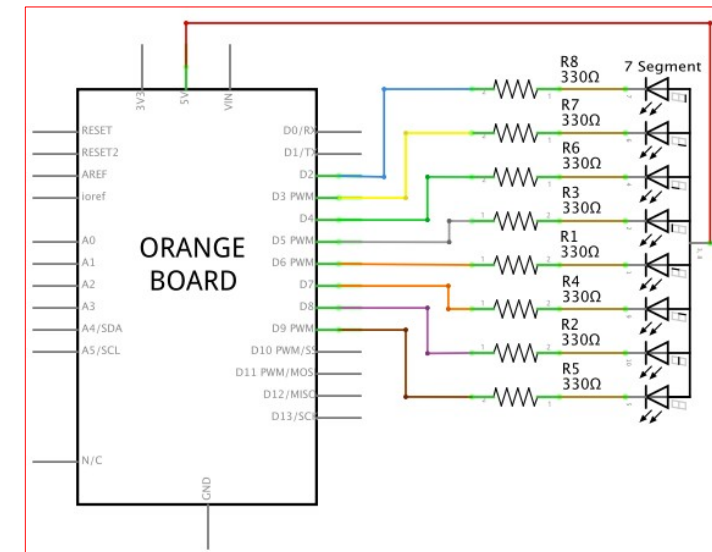 R8
330Ω
7 Segment
3V3
5V
VIN
R7
330Ω
RESET
D0/RX
RESET2
D1/TX
R6
330Ω
AREF
D2
ioref
D3 PWM
R3
330Ω
D4
A0
D5 PWM
R1
330Ω
A1
D6 PWM
ORANGE
BOARD
A2
D7
R4
330Ω
A3
D8
A4/SDA
D9 PWM
R2
330Ω
A5/SCL
D10 PWM/SS
D11 PWM/MOSI
R5
330Ω
D12/MISO
D13/SCK
N/C
GND